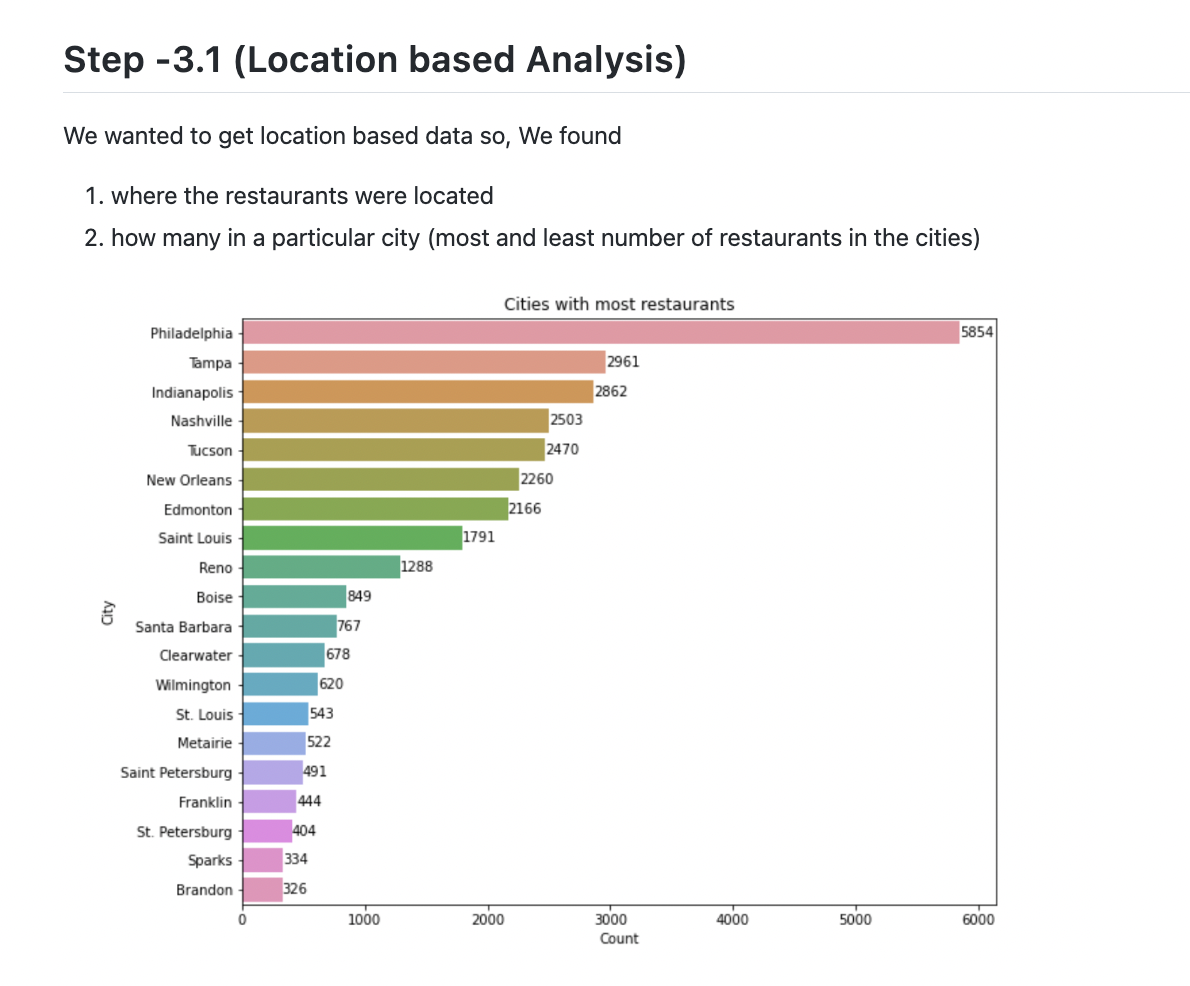 Step -3.1 (Location based Analysis)
We wanted to get location based data so, We found
1. where the restaurants were located
2. how many in a particular city (most and least number of restaurants in the cities)
Cities with most restaurants
Philadelphia 5854
Tampa 2961
Indianapolis 2862
Nashville 2503
Tucson 2470
New Orleans 2260
Edmonton 2166
Saint Louis 1791
Reno 1288
Boise 849
City
Santa Barbara 767
Clearwater 678
Wilmington 620
St. Louis 543
Metairie 522
Saint Petersburg 491
Franklin 444
St. Petersburg 404
Sparks 334
Brandon 326
0 1000 2000 3000 4000 5000 6000
Count